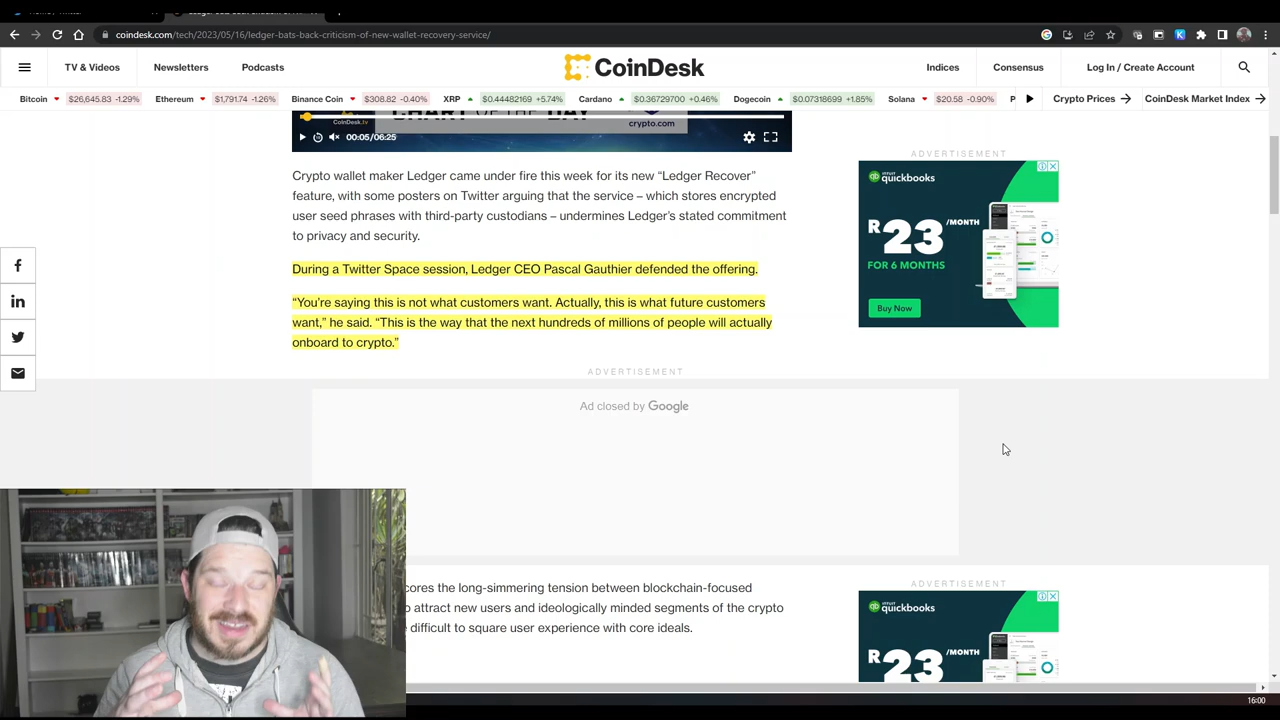 coindesk.com/tech/2023/05/16/ledger-bats-back-criticism-of-new-wallet-recovery-service/
TV & Videos Newsletters Podcasts CoinDesk Indices Consensus Log In / Create Account
Bitcoin $26,645.83 -1.29% Ethereum $1,791.74 -1.26% Binance Coin $308.82 -0.40% XRP $0.44482169 +5.74% Cardano $0.36729700 +0.46% Dogecoin $0.07318699 +1.85% Solana $20.58 -0.90% P Crypto Prices → CoinDesk Market Index →
CHART OF THE DAY
CoinDesk.tv crypto.com
00:05/06:25
ADVERTISEMENT
intuit
quickbooks
R23/MONTH
FOR 6 MONTHS
Buy Now
Crypto wallet maker Ledger came under fire this week for its new “Ledger Recover”
feature, with some posters on Twitter arguing that the service – which stores encrypted
user seed phrases with third-party custodians – undermines Ledger’s stated commitment
to privacy and security.
During a Twitter Space session, Ledger CEO Pascal Gauthier defended the offering.
“You’re saying this is not what customers want. Actually, this is what future customers
want,” he said. “This is the way that the next hundreds of millions of people will actually
onboard to crypto.”
ADVERTISEMENT
Ad closed by Google
cores the long-simmering tension between blockchain-focused
o attract new users and ideologically minded segments of the crypto
difficult to square user experience with core ideals.
ADVERTISEMENT
intuit
quickbooks
R23/MONTH
16:00